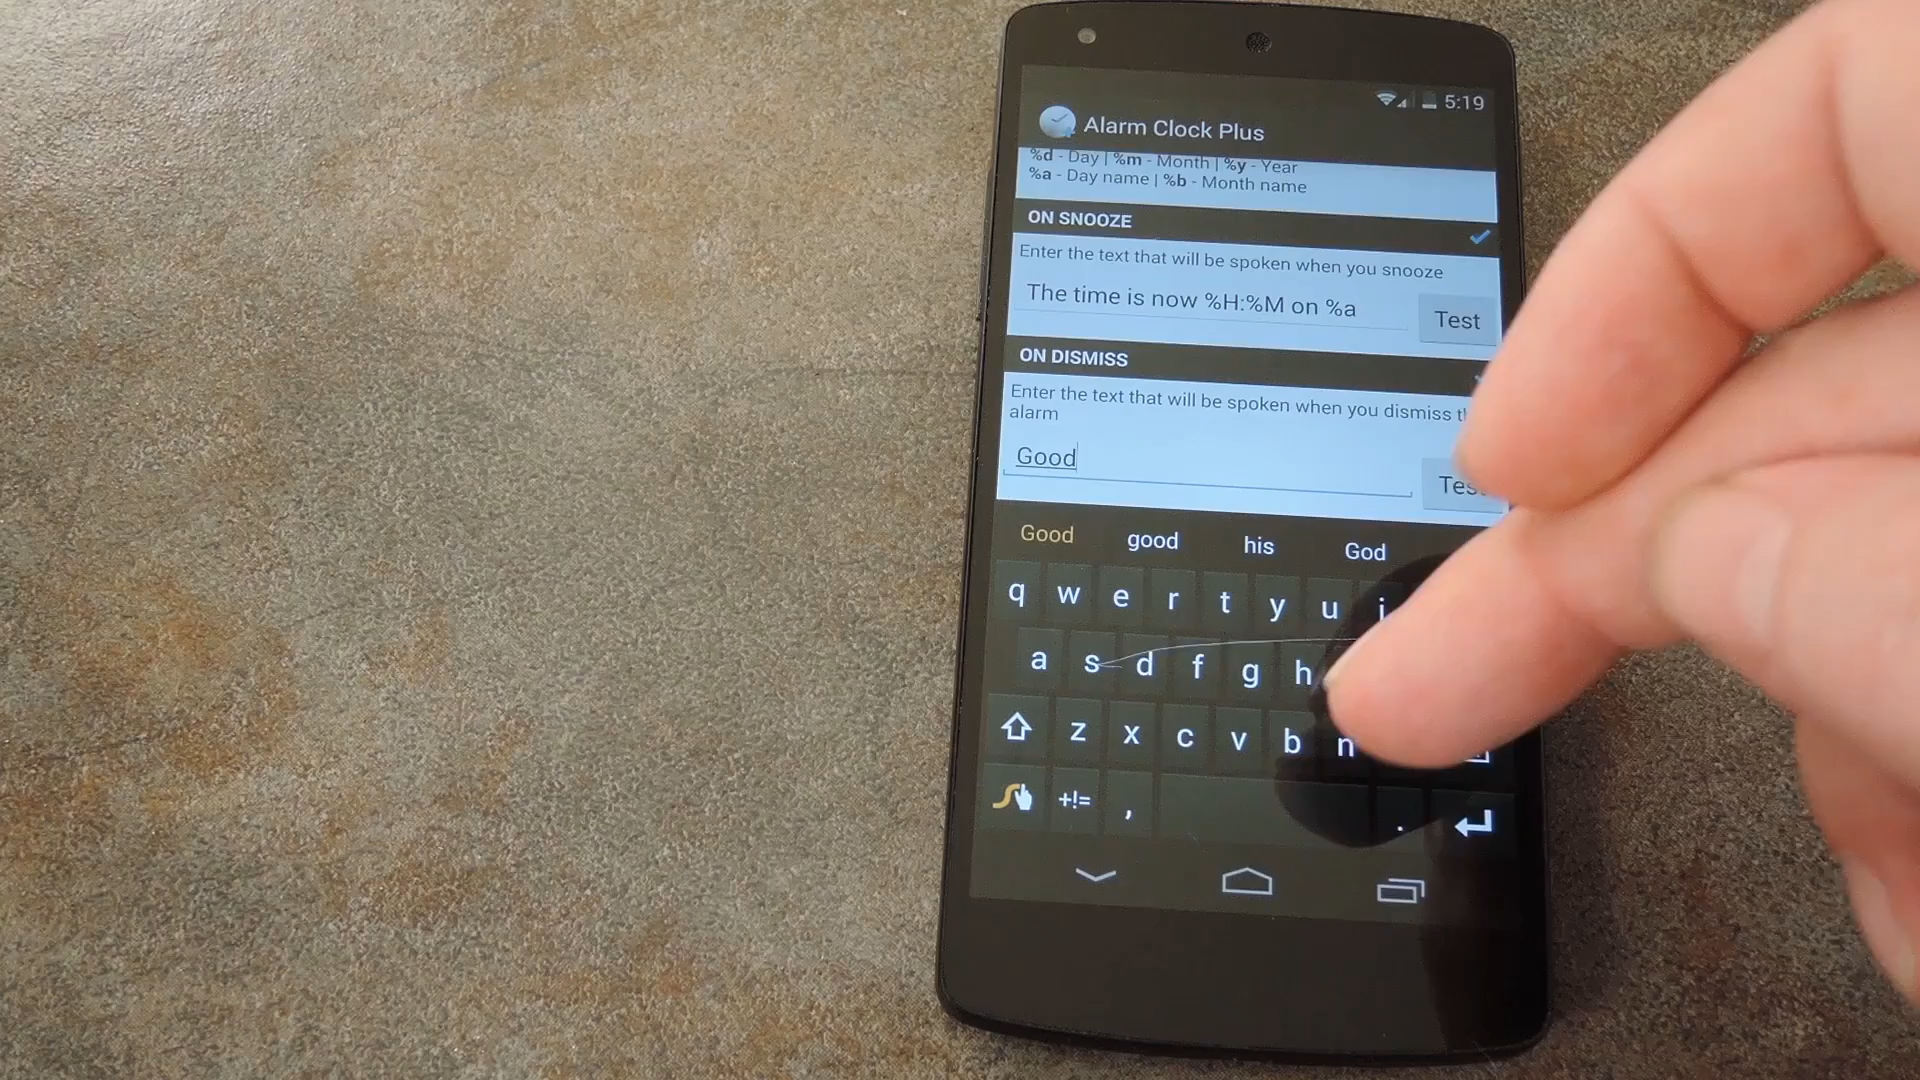 5:19
Alarm Clock Plus
%d - Day | %m - Month | %y - Year
%a - Day name | %b - Month name
ON SNOOZE
Enter the text that will be spoken when you snooze
The time is now %H:%M on %a
Test
ON DISMISS
Enter the text that will be spoken when you dismiss
alarm
Good
Good good his God
q w e r t y u i
a s d f g h
z x c v b n
+!= , .